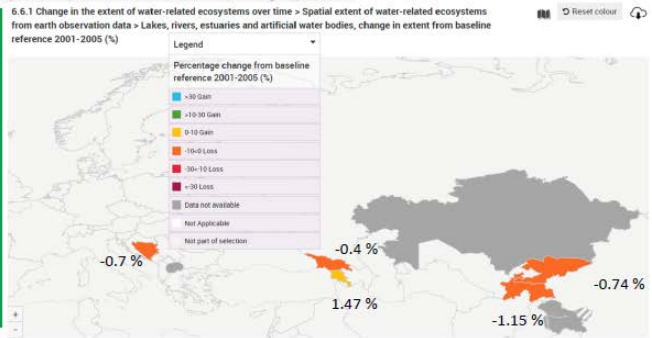 6.6.1 Change in the extent of water-related ecosystems over time > Spatial extent of water-related ecosystems
from earth observation data > Lakes, rivers, estuaries and artificial water bodies, change in extent from baseline
reference 2001-2005 (%)
Reset colour
Legend
Percentage change from baseline
reference 2001-2005 (%)
>30 Gain
>10-30 Gain
0-10 Gain
-10<0 Loss
-30<-10 Loss
<-30 Loss
Data not available
Not Applicable
Not part of selection
-0.4 %
-0.7 %
-0.74 %
1.47 %
-1.15 %
+
-